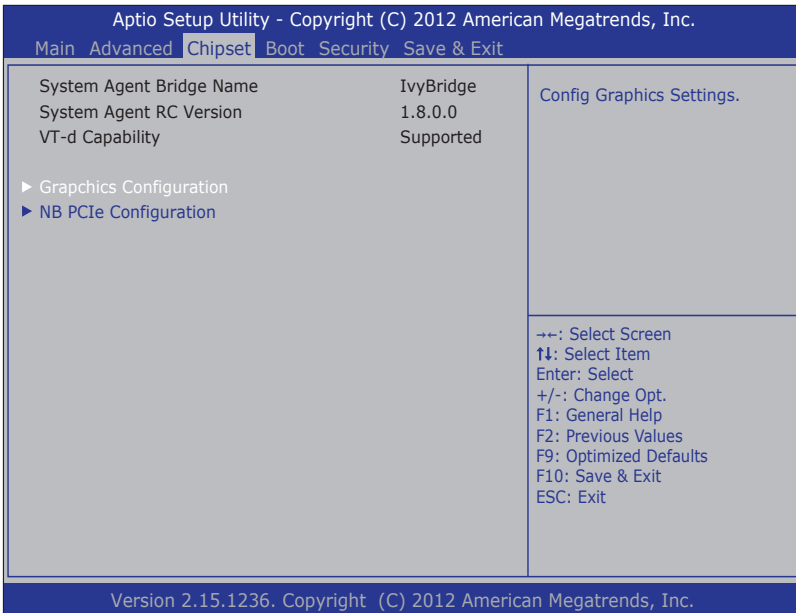 Aptio Setup Utility - Copyright (C) 2012 American Megatrends, Inc.
Main Advanced Chipset Boot Security Save & Exit
System Agent Bridge Name IvyBridge
System Agent RC Version 1.8.0.0
VT-d Capability Supported
▶ Grapchics Configuration
▶ NB PCIe Configuration
Config Graphics Settings.
→←: Select Screen
↑↓: Select Item
Enter: Select
+/-: Change Opt.
F1: General Help
F2: Previous Values
F9: Optimized Defaults
F10: Save & Exit
ESC: Exit
Version 2.15.1236. Copyright (C) 2012 American Megatrends, Inc.